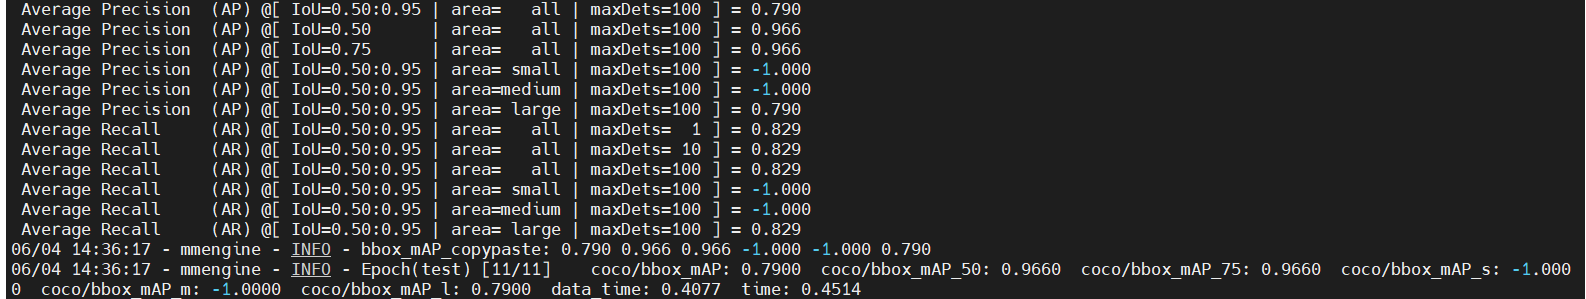 Average Precision  (AP) @[ IoU=0.50:0.95 | area=   all | maxDets=100 ] = 0.790
Average Precision  (AP) @[ IoU=0.50      | area=   all | maxDets=100 ] = 0.966
Average Precision  (AP) @[ IoU=0.75      | area=   all | maxDets=100 ] = 0.966
Average Precision  (AP) @[ IoU=0.50:0.95 | area= small | maxDets=100 ] = -1.000
Average Precision  (AP) @[ IoU=0.50:0.95 | area=medium | maxDets=100 ] = -1.000
Average Precision  (AP) @[ IoU=0.50:0.95 | area= large | maxDets=100 ] = 0.790
Average Recall     (AR) @[ IoU=0.50:0.95 | area=   all | maxDets=  1 ] = 0.829
Average Recall     (AR) @[ IoU=0.50:0.95 | area=   all | maxDets= 10 ] = 0.829
Average Recall     (AR) @[ IoU=0.50:0.95 | area=   all | maxDets=100 ] = 0.829
Average Recall     (AR) @[ IoU=0.50:0.95 | area= small | maxDets=100 ] = -1.000
Average Recall     (AR) @[ IoU=0.50:0.95 | area=medium | maxDets=100 ] = -1.000
Average Recall     (AR) @[ IoU=0.50:0.95 | area= large | maxDets=100 ] = 0.829
06/04 14:36:17 - mmengine - INFO - bbox_mAP_copypaste: 0.790 0.966 0.966 -1.000 -1.000 0.790
06/04 14:36:17 - mmengine - INFO - Epoch(test) [11/11]    coco/bbox_mAP: 0.7900  coco/bbox_mAP_50: 0.9660  coco/bbox_mAP_75: 0.9660  coco/bbox_mAP_s: -1.000
0  coco/bbox_mAP_m: -1.0000  coco/bbox_mAP_l: 0.7900  data_time: 0.4077  time: 0.4514